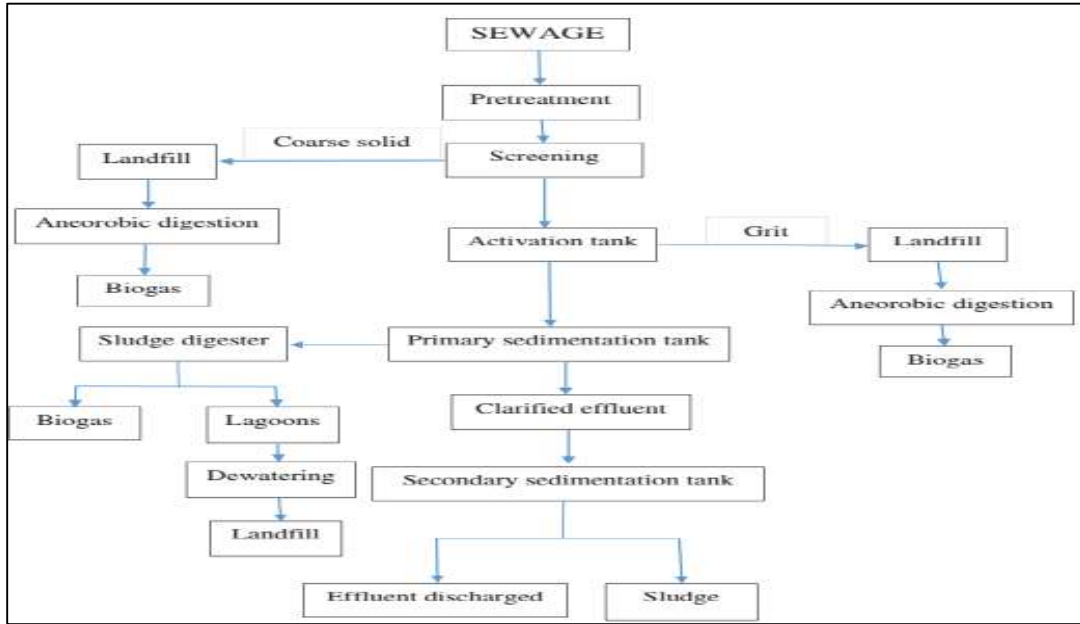 SEWAGE
Pretreatment
Coarse solid
Landfill
Screening
Aneorobic digestion
Activation tank
Grit
Landfill
Biogas
Aneorobic digestion
Sludge digester
Primary sedimentation tank
Biogas
Biogas
Lagoons
Clarified effluent
Dewatering
Secondary sedimentation tank
Landfill
Effluent discharged
Sludge